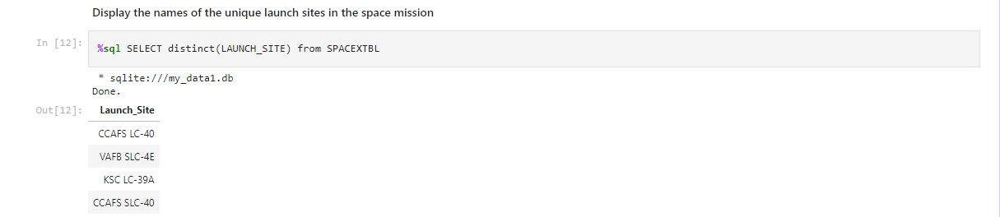 Display the names of the unique launch sites in the space mission
In [12]: %sql SELECT distinct(LAUNCH_SITE) from SPACEXTBL
* sqlite:///my_data1.db
Done.
Out[12]: Launch_Site
CCAFS LC-40
VAFB SLC-4E
KSC LC-39A
CCAFS SLC-40